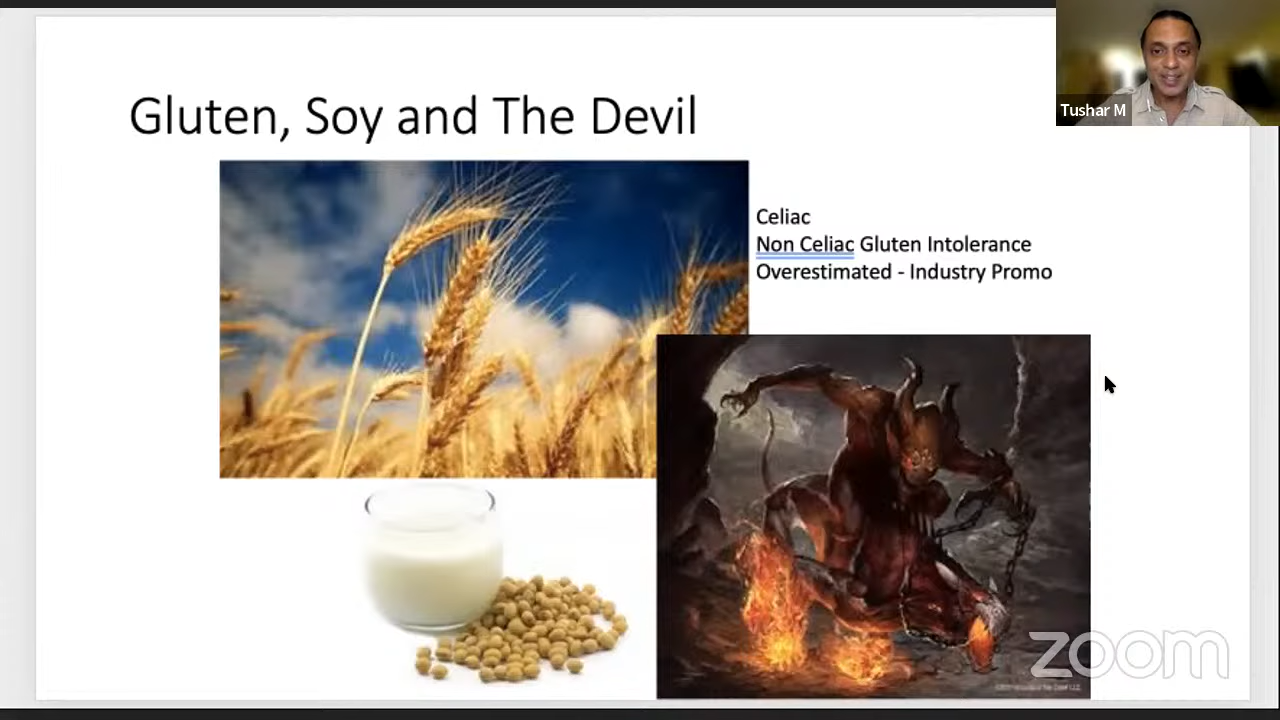 Tushar M
Gluten, Soy and The Devil
Celiac
Non Celiac Gluten Intolerance
Overestimated - Industry Promo
zoom